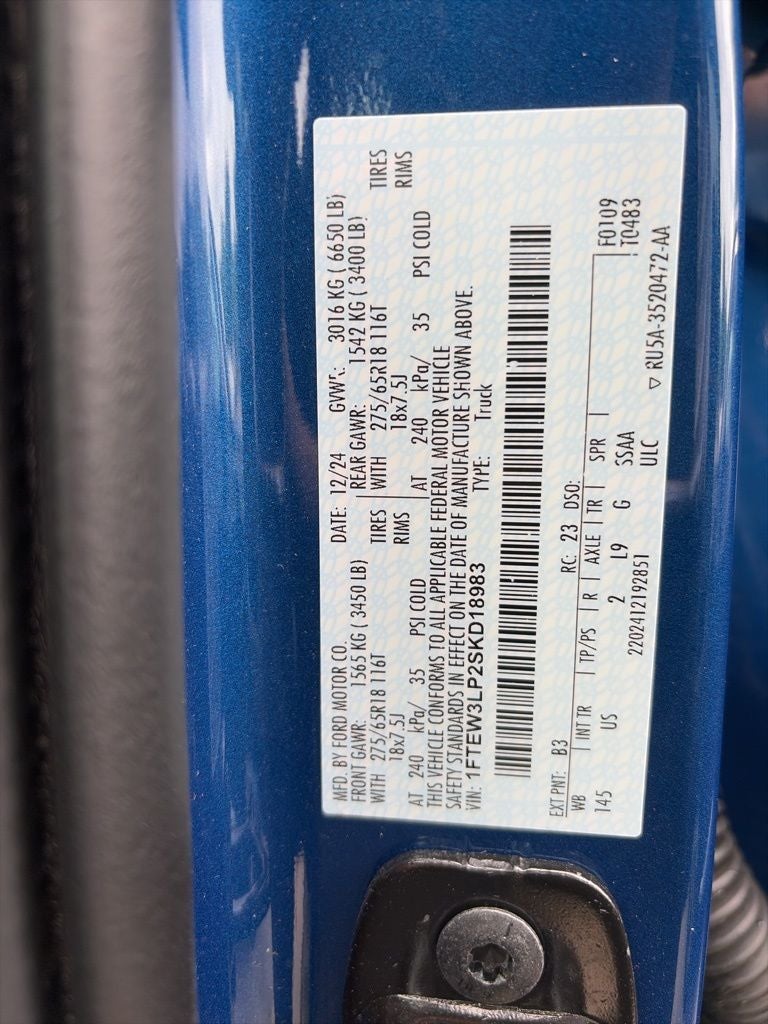 MFD. BY FORD MOTOR CO. DATE: 12/24 GVWR: 3016 KG ( 6650 LB)
FRONT GAWR: 1565 KG ( 3450 LB) REAR GAWR: 1542 KG ( 3400 LB)
WITH 275/65R18 116T TIRES WITH 275/65R18 116T TIRES
18x7.5J RIMS 18x7.5J RIMS
AT 240 kPa/ 35 PSI COLD AT 240 kPa/ 35 PSI COLD
THIS VEHICLE CONFORMS TO ALL APPLICABLE FEDERAL MOTOR VEHICLE
SAFETY STANDARDS IN EFFECT ON THE DATE OF MANUFACTURE SHOWN ABOVE.
VIN: 1FTEW3LP2SKD18983 TYPE: Truck
EXT PNT: B3 RC: 23 DSO: F0109
WB INT TR TP/PS R AXLE TR SPR T0483
145 US 2 L9 G SSAA
2202412192851 ULC ▽ RU5A-3520472-AA